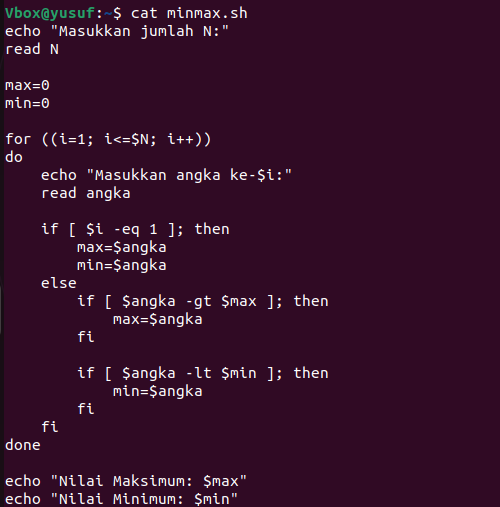 Vbox@yusuf:~$ cat minmax.sh
echo "Masukkan jumlah N:"
read N

max=0
min=0

for ((i=1; i<=$N; i++))
do
    echo "Masukkan angka ke-$i:"
    read angka

    if [ $i -eq 1 ]; then
        max=$angka
        min=$angka
    else
        if [ $angka -gt $max ]; then
            max=$angka
        fi

        if [ $angka -lt $min ]; then
            min=$angka
        fi
    fi
done

echo "Nilai Maksimum: $max"
echo "Nilai Minimum: $min"